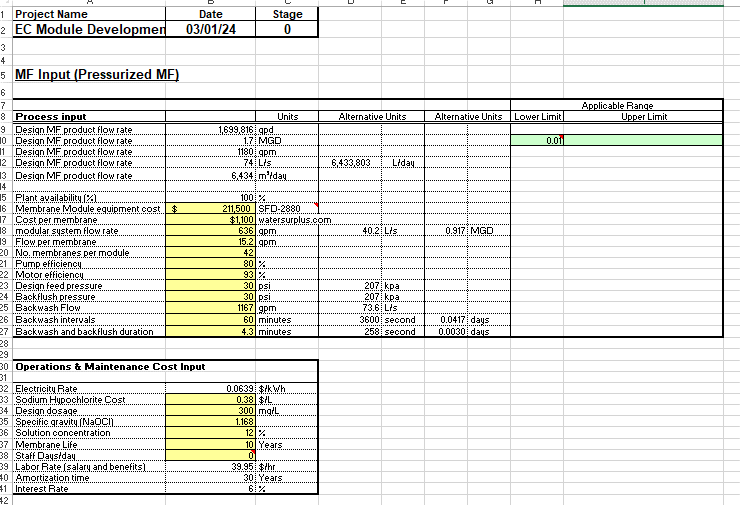 Project Name Date Stage
EC Module Developmen 03/01/24 0
MF Input (Pressurized MF)
Applicable Range
Process input Units Alternative Units Alternative Units Lower Limit Upper Limit
Design MF product flow rate 1,699,816 gpd
Design MF product flow rate 1.7 MGD 0.01
Design MF product flow rate 1180 gpm
Design MF product flow rate 74 L/s 6,433,803 L/day
Design MF product flow rate 6,434 m³/day
Plant availability (%) 100 %
Membrane Module equipment cost $ 211,500 SFD-2880
Cost per membrane $1,100 watersurplus.com
modular system flow rate 636 gpm 40.2 L/s 0.917 MGD
Flow per membrane 15.2 gpm
No. membranes per module 42
Pump efficiency 80 %
Motor efficiency 93 %
Design feed pressure 30 psi 207 kpa
Backflush pressure 30 psi 207 kpa
Backwash Flow 1167 gpm 73.6 L/s
Backwash intervals 60 minutes 3600 second 0.0417 days
Backwash and backflush duration 4.3 minutes 258 second 0.0030 days
Operations & Maintenance Cost Input
Electricity Rate 0.0639 $/kWh
Sodium Hypochlorite Cost 0.38 $/L
Design dosage 300 mg/L
Specific gravity (NaOCl) 1.168
Solution concentration 12 %
Membrane Life 10 Years
Staff Days/day 0
Labor Rate (salary and benefits) 39.95 $/hr
Amortization time 30 Years
Interest Rate 6 %